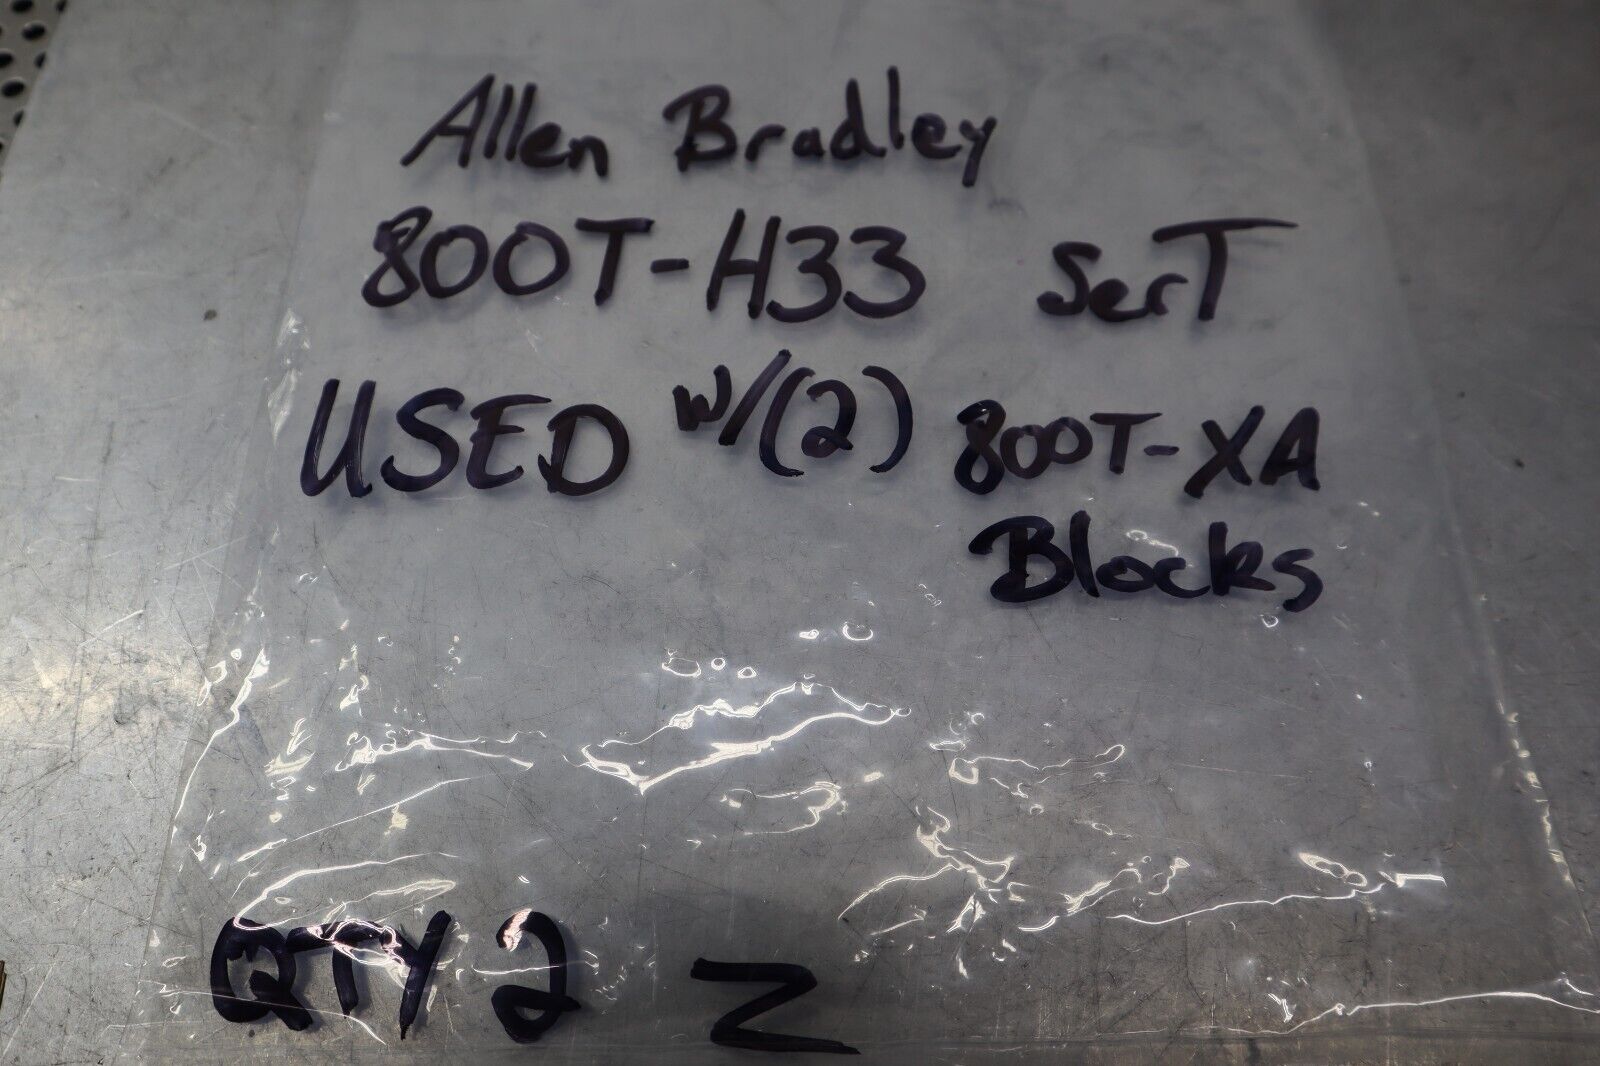 Allen Bradley
800T-H33 SerT
USED w/(2) 800T-XA
Blocks
QTY 2 Z